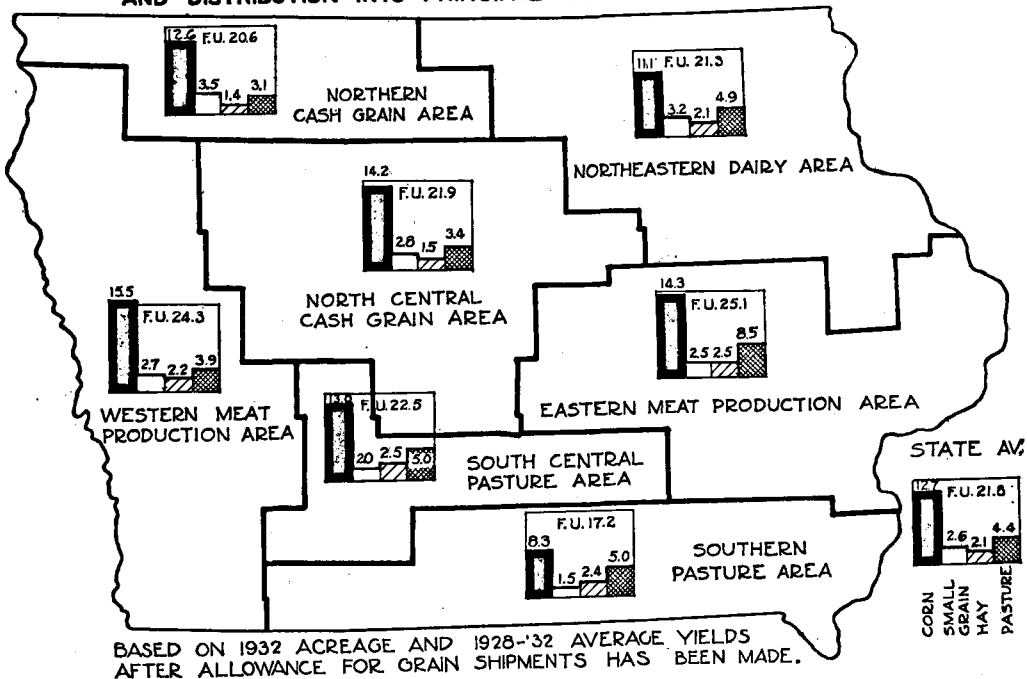 AND DISTRIBUTION INTO
12.6 F.U. 20.6
3.5 1.4 3.1
NORTHERN
CASH GRAIN AREA
11.1 F.U. 21.3
3.2 2.1 4.9
NORTHEASTERN DAIRY AREA
14.2
F.U. 21.9
2.8 1.5 3.4
NORTH CENTRAL
CASH GRAIN AREA
15.5
F.U. 24.3
2.7 2.2 3.9
WESTERN MEAT
PRODUCTION AREA
14.3
F.U. 25.1
2.5 2.5 8.5
EASTERN MEAT PRODUCTION AREA
13.8 F.U. 22.5
20 2.5 5.0
SOUTH CENTRAL
PASTURE AREA
F.U. 17.2
8.3 1.5 2.4 5.0
SOUTHERN
PASTURE AREA
STATE AV.
12.7 F.U. 21.8
2.6 2.1 4.4
CORN
SMALL
GRAIN
HAY
PASTURE
BASED ON 1932 ACREAGE AND 1928-'32 AVERAGE YIELDS
AFTER ALLOWANCE FOR GRAIN SHIPMENTS HAS BEEN MADE.